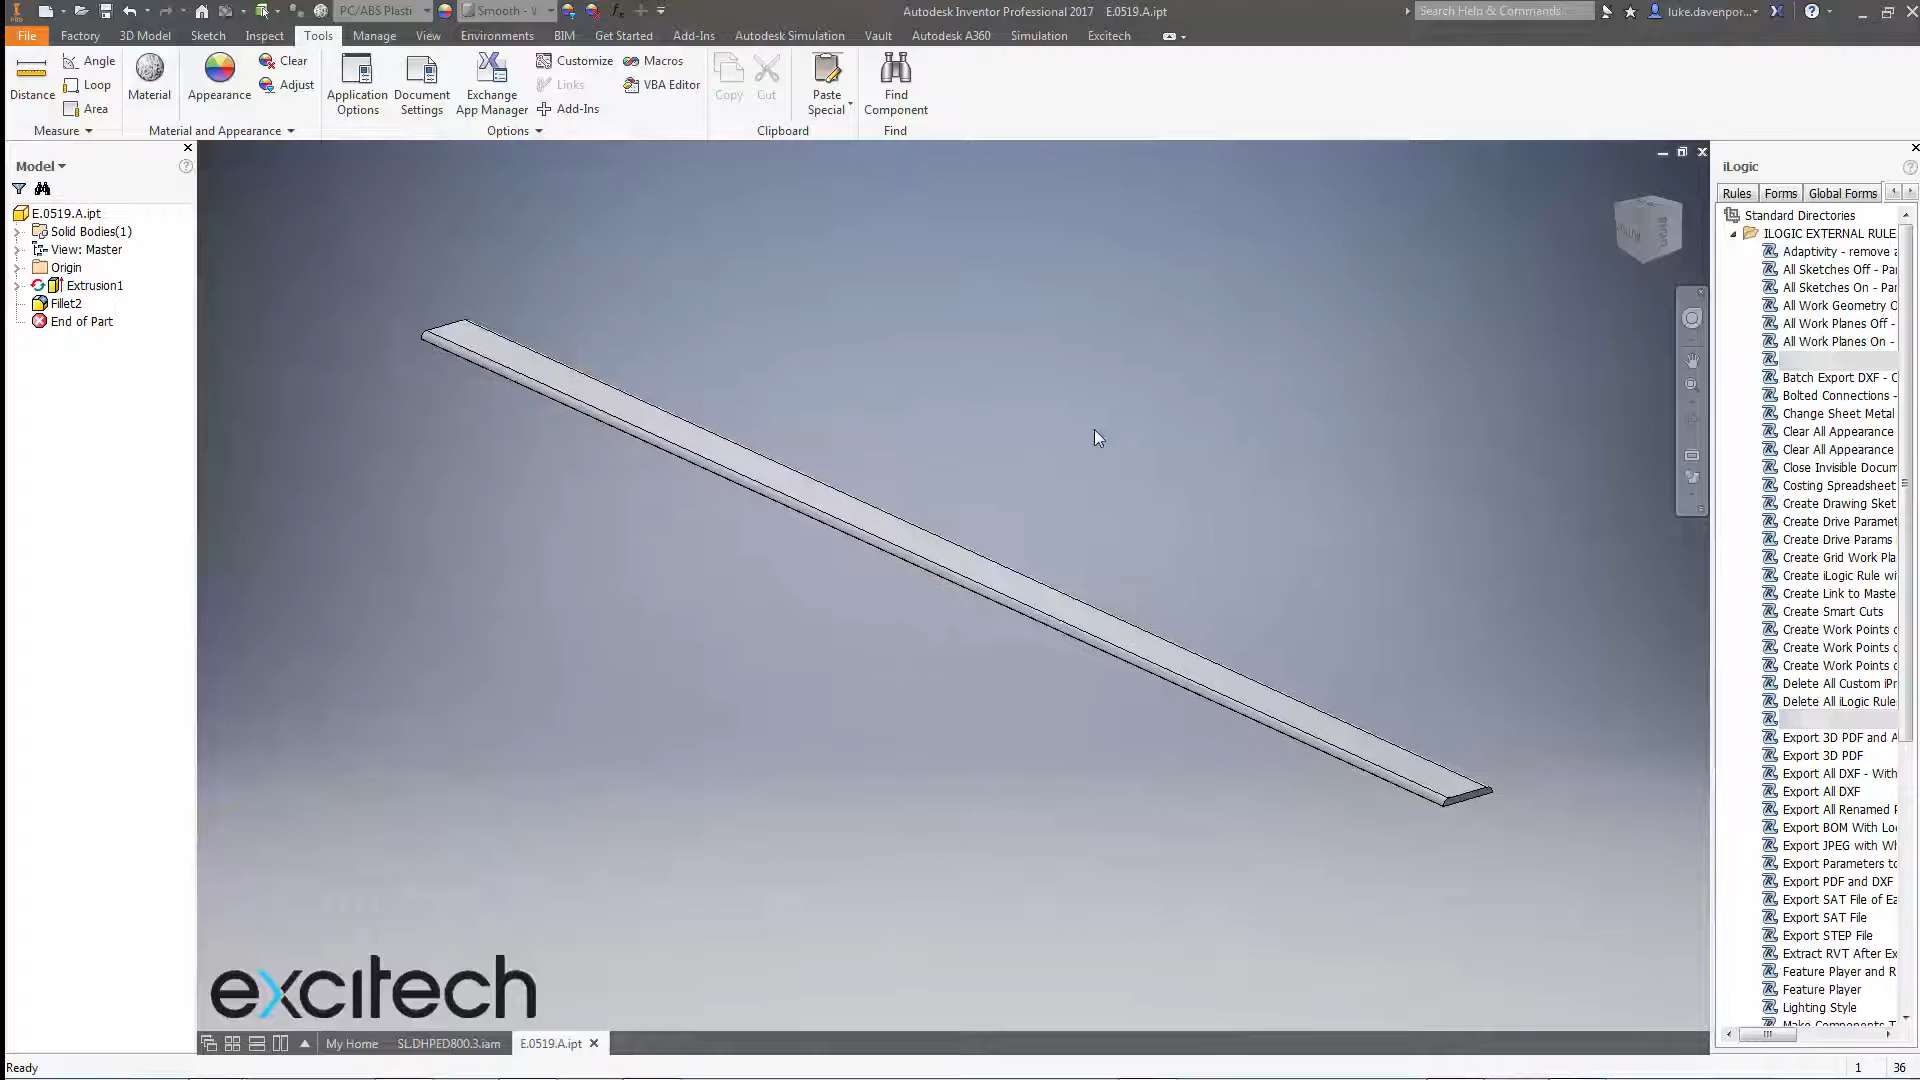 PC/ABS Plasti
Smooth - V
Autodesk Inventor Professional 2017 E.0519.A.ipt
Search Help & Commands...
luke.davenpor...
File Factory 3D Model Sketch Inspect Tools Manage View Environments BIM Get Started Add-Ins Autodesk Simulation Vault Autodesk A360 Simulation Excitech
PRO
Distance
Angle
Loop
Area
Measure
Material
Appearance
Clear
Adjust
Material and Appearance
Application Options
Document Settings
Exchange App Manager
Customize
Links
Add-Ins
Macros
VBA Editor
Options
Copy
Cut
Paste Special
Clipboard
Find Component
Find
Model
E.0519.A.ipt
Solid Bodies(1)
View: Master
Origin
Extrusion1
Fillet2
End of Part
RIGHT
excitech
My Home SL.DHPED800.3.iam E.0519.A.ipt
Ready
1 36
iLogic
Rules Forms Global Forms
Standard Directories
ILOGIC EXTERNAL RULE
Adaptivity - remove a
All Sketches Off - Par
All Sketches On - Par
All Work Geometry O
All Work Planes Off -
All Work Planes On -
Batch Export DXF - C
Bolted Connections -
Change Sheet Metal
Clear All Appearance
Clear All Appearance
Close Invisible Docum
Costing Spreadsheet
Create Drawing Sket
Create Drive Paramet
Create Drive Params
Create Grid Work Pla
Create iLogic Rule wi
Create Link to Maste
Create Smart Cuts
Create Work Points o
Create Work Points o
Create Work Points o
Delete All Custom iPr
Delete All iLogic Rule
Export 3D PDF and A
Export 3D PDF
Export All DXF - With
Export All DXF
Export All Renamed P
Export BOM With Loc
Export JPEG with Wh
Export Parameters to
Export PDF and DXF
Export SAT File of Ea
Export SAT File
Export STEP File
Extract RVT After Ex
Feature Player and R
Feature Player
Lighting Style
Make Components T